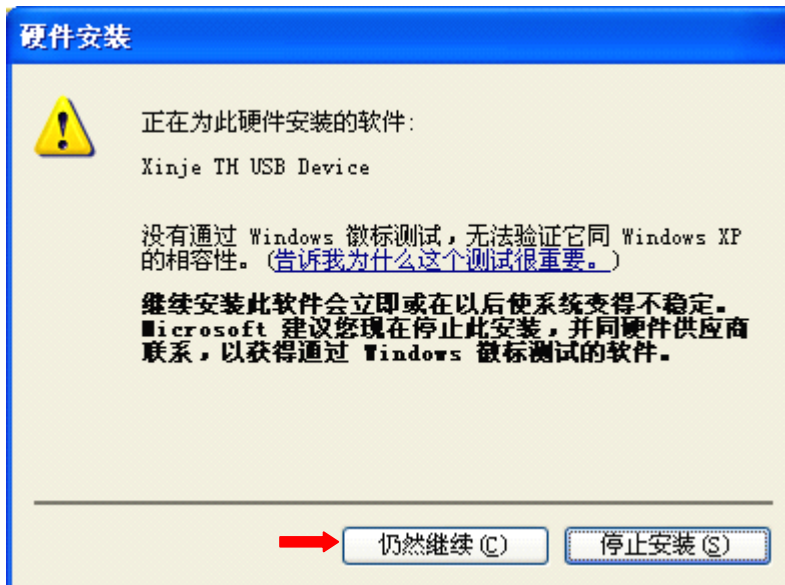 硬件安装
正在为此硬件安装的软件:
Xinje TH USB Device
没有通过 Windows 徽标测试，无法验证它同 Windows XP
的相容性。(告诉我为什么这个测试很重要。)
继续安装此软件会立即或在以后使系统变得不稳定。
Microsoft 建议您现在停止此安装，并同硬件供应商
联系，以获得通过 Windows 徽标测试的软件。
仍然继续(C) 停止安装(S)